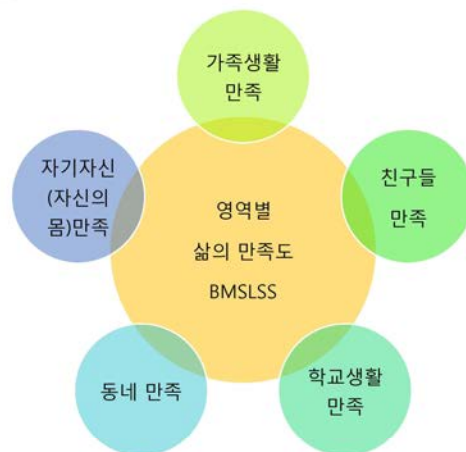 가족생활
만족
자기자신
(자신의
몸)만족
친구들
만족
영역별
삶의 만족도
BMSLSS
동네 만족
학교생활
만족